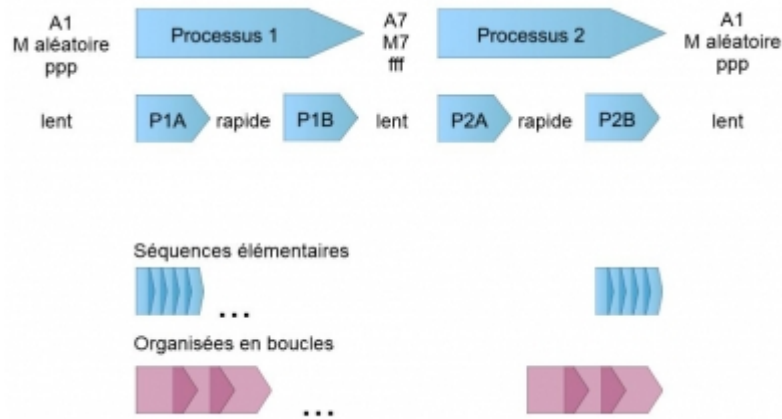 A1
M aléatoire
ppp
Processus 1
A7
M7
fff
Processus 2
A1
M aléatoire
ppp
lent
P1A
rapide
P1B
lent
P2A
rapide
P2B
lent
Séquences élémentaires
...
Organisées en boucles
...